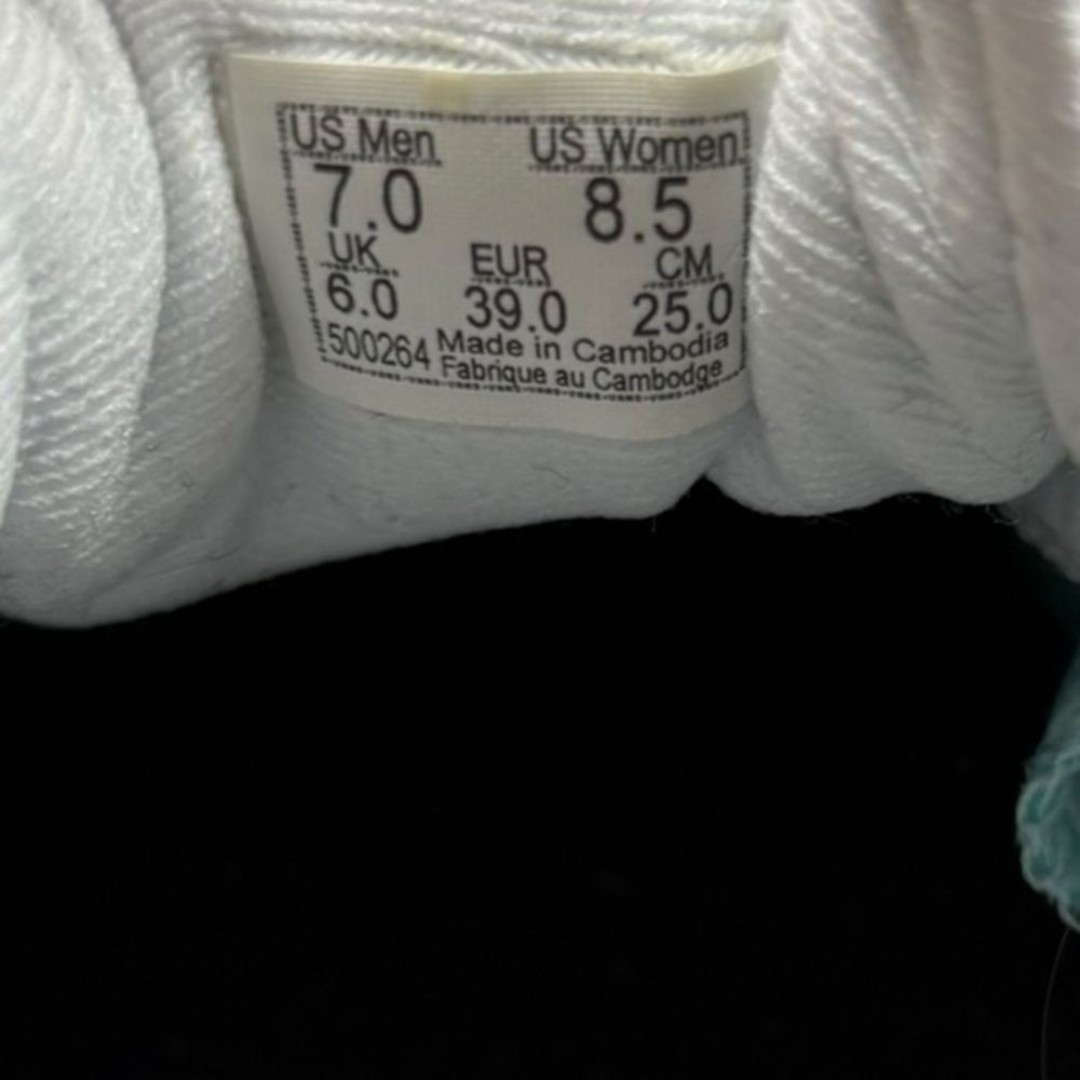 US Men US Women
7.0 8.5
UK EUR CM
6.0 39.0 25.0
500264 Made in Cambodia
Fabrique au Cambodge